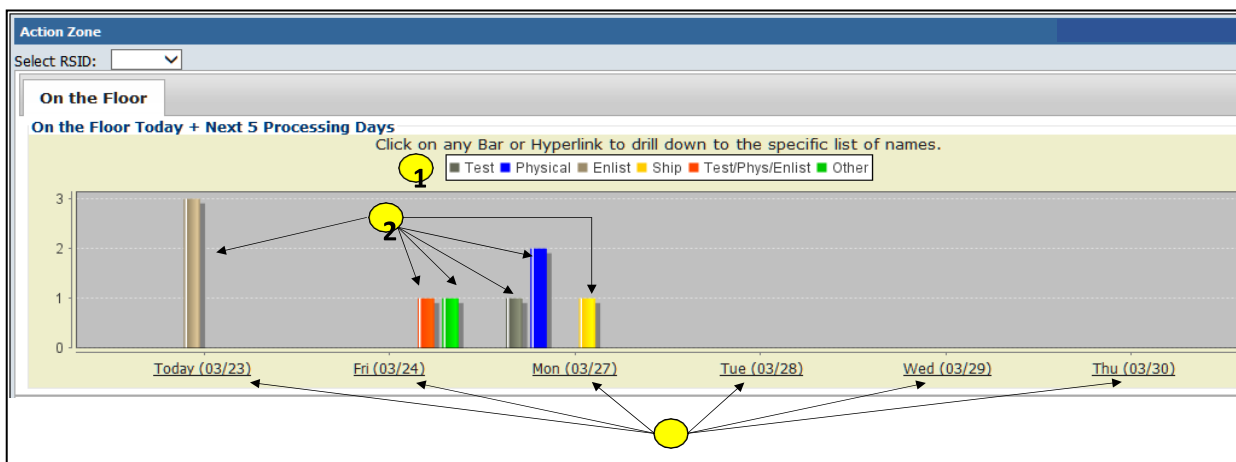 Action Zone
Select RSID:
On the Floor
On the Floor Today + Next 5 Processing Days
Click on any Bar or Hyperlink to drill down to the specific list of names.
1
Test Physical Enlist Ship Test/Phys/Enlist Other
3
2
2
1
0
Today (03/23) Fri (03/24) Mon (03/27) Tue (03/28) Wed (03/29) Thu (03/30)